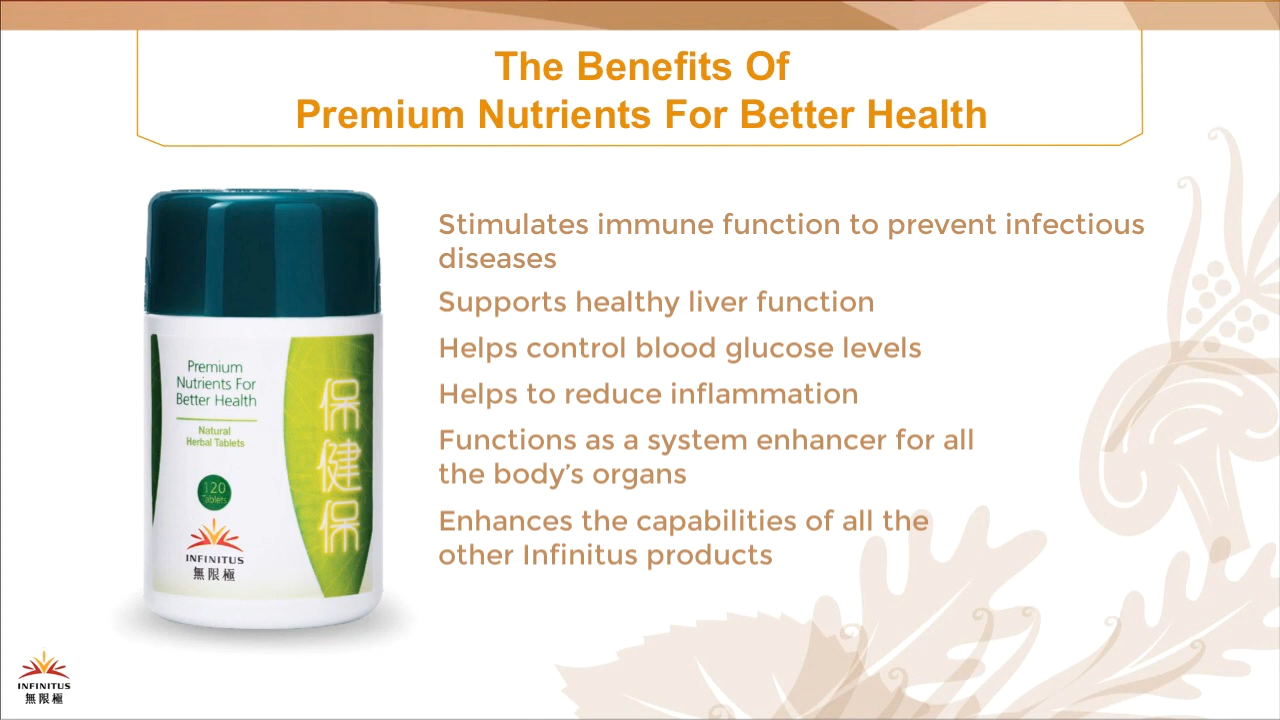 The Benefits Of
Premium Nutrients For Better Health
Premium
Nutrients For
Better Health
Natural
Herbal Tablets
120
Tablets
INFINITUS
無限極
保
健
保
Stimulates immune function to prevent infectious
diseases
Supports healthy liver function
Helps control blood glucose levels
Helps to reduce inflammation
Functions as a system enhancer for all
the body’s organs
Enhances the capabilities of all the
other Infinitus products
INFINITUS
無限極